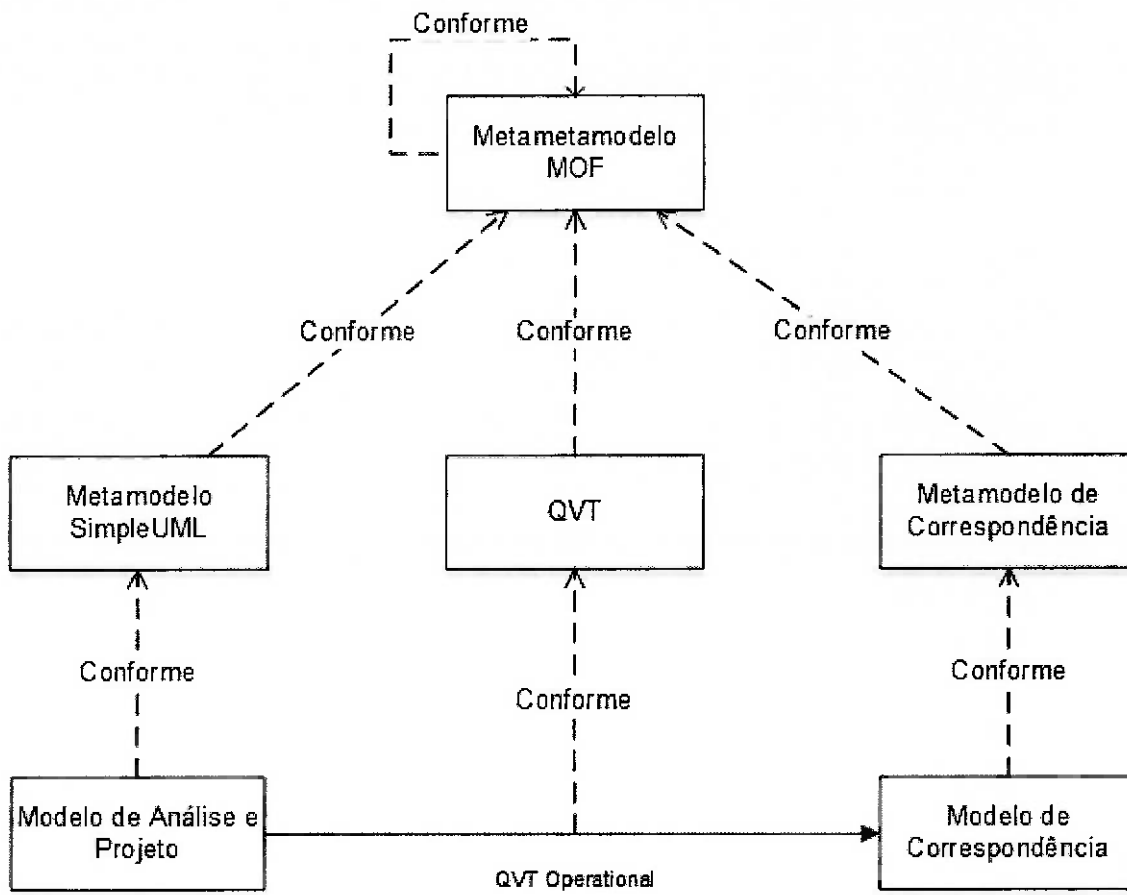 Conforme
Metametamodelo
MOF
Conforme
Conforme
Conforme
Metamodelo
SimpleUML
QVT
Metamodelo de
Correspondência
Conforme
Conforme
Conforme
Modelo de Análise e
Projeto
QVT Operational
Modelo de
Correspondência